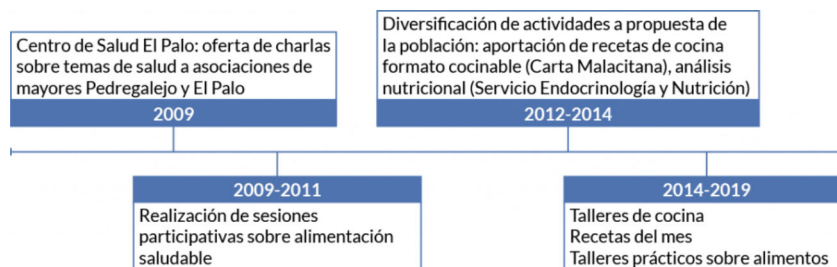 Centro de Salud El Palo: oferta de charlas
sobre temas de salud a asociaciones de
mayores Pedregalejo y El Palo
2009
Diversificación de actividades a propuesta de
la población: aportación de recetas de cocina
formato cocinable (Carta Malacitana), análisis
nutricional (Servicio Endocrinología y Nutrición)
2012-2014
2009-2011
Realización de sesiones
participativas sobre alimentación
saludable
2014-2019
Talleres de cocina
Recetas del mes
Talleres prácticos sobre alimentos